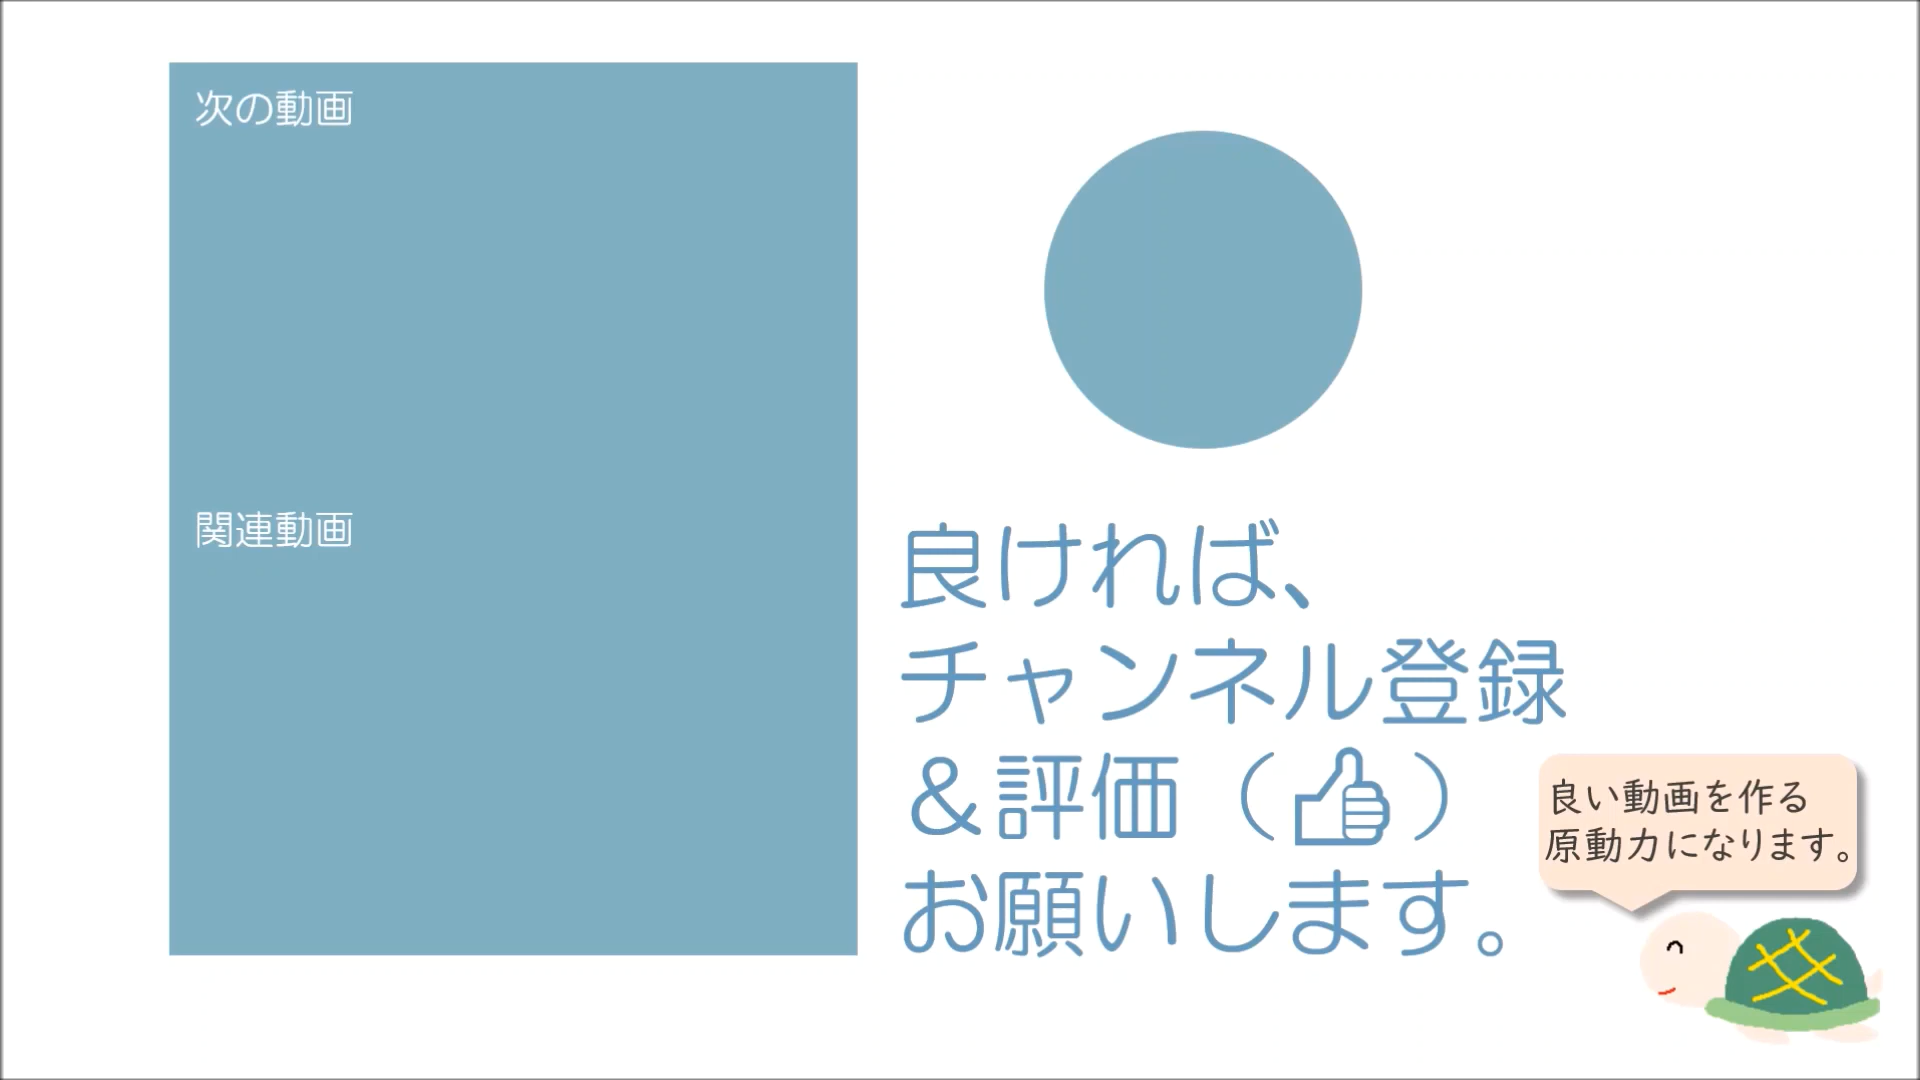 次の動画
関連動画
良ければ、
チャンネル登録
&評価（👍）
お願いします。
良い動画を作る
原動力になります。